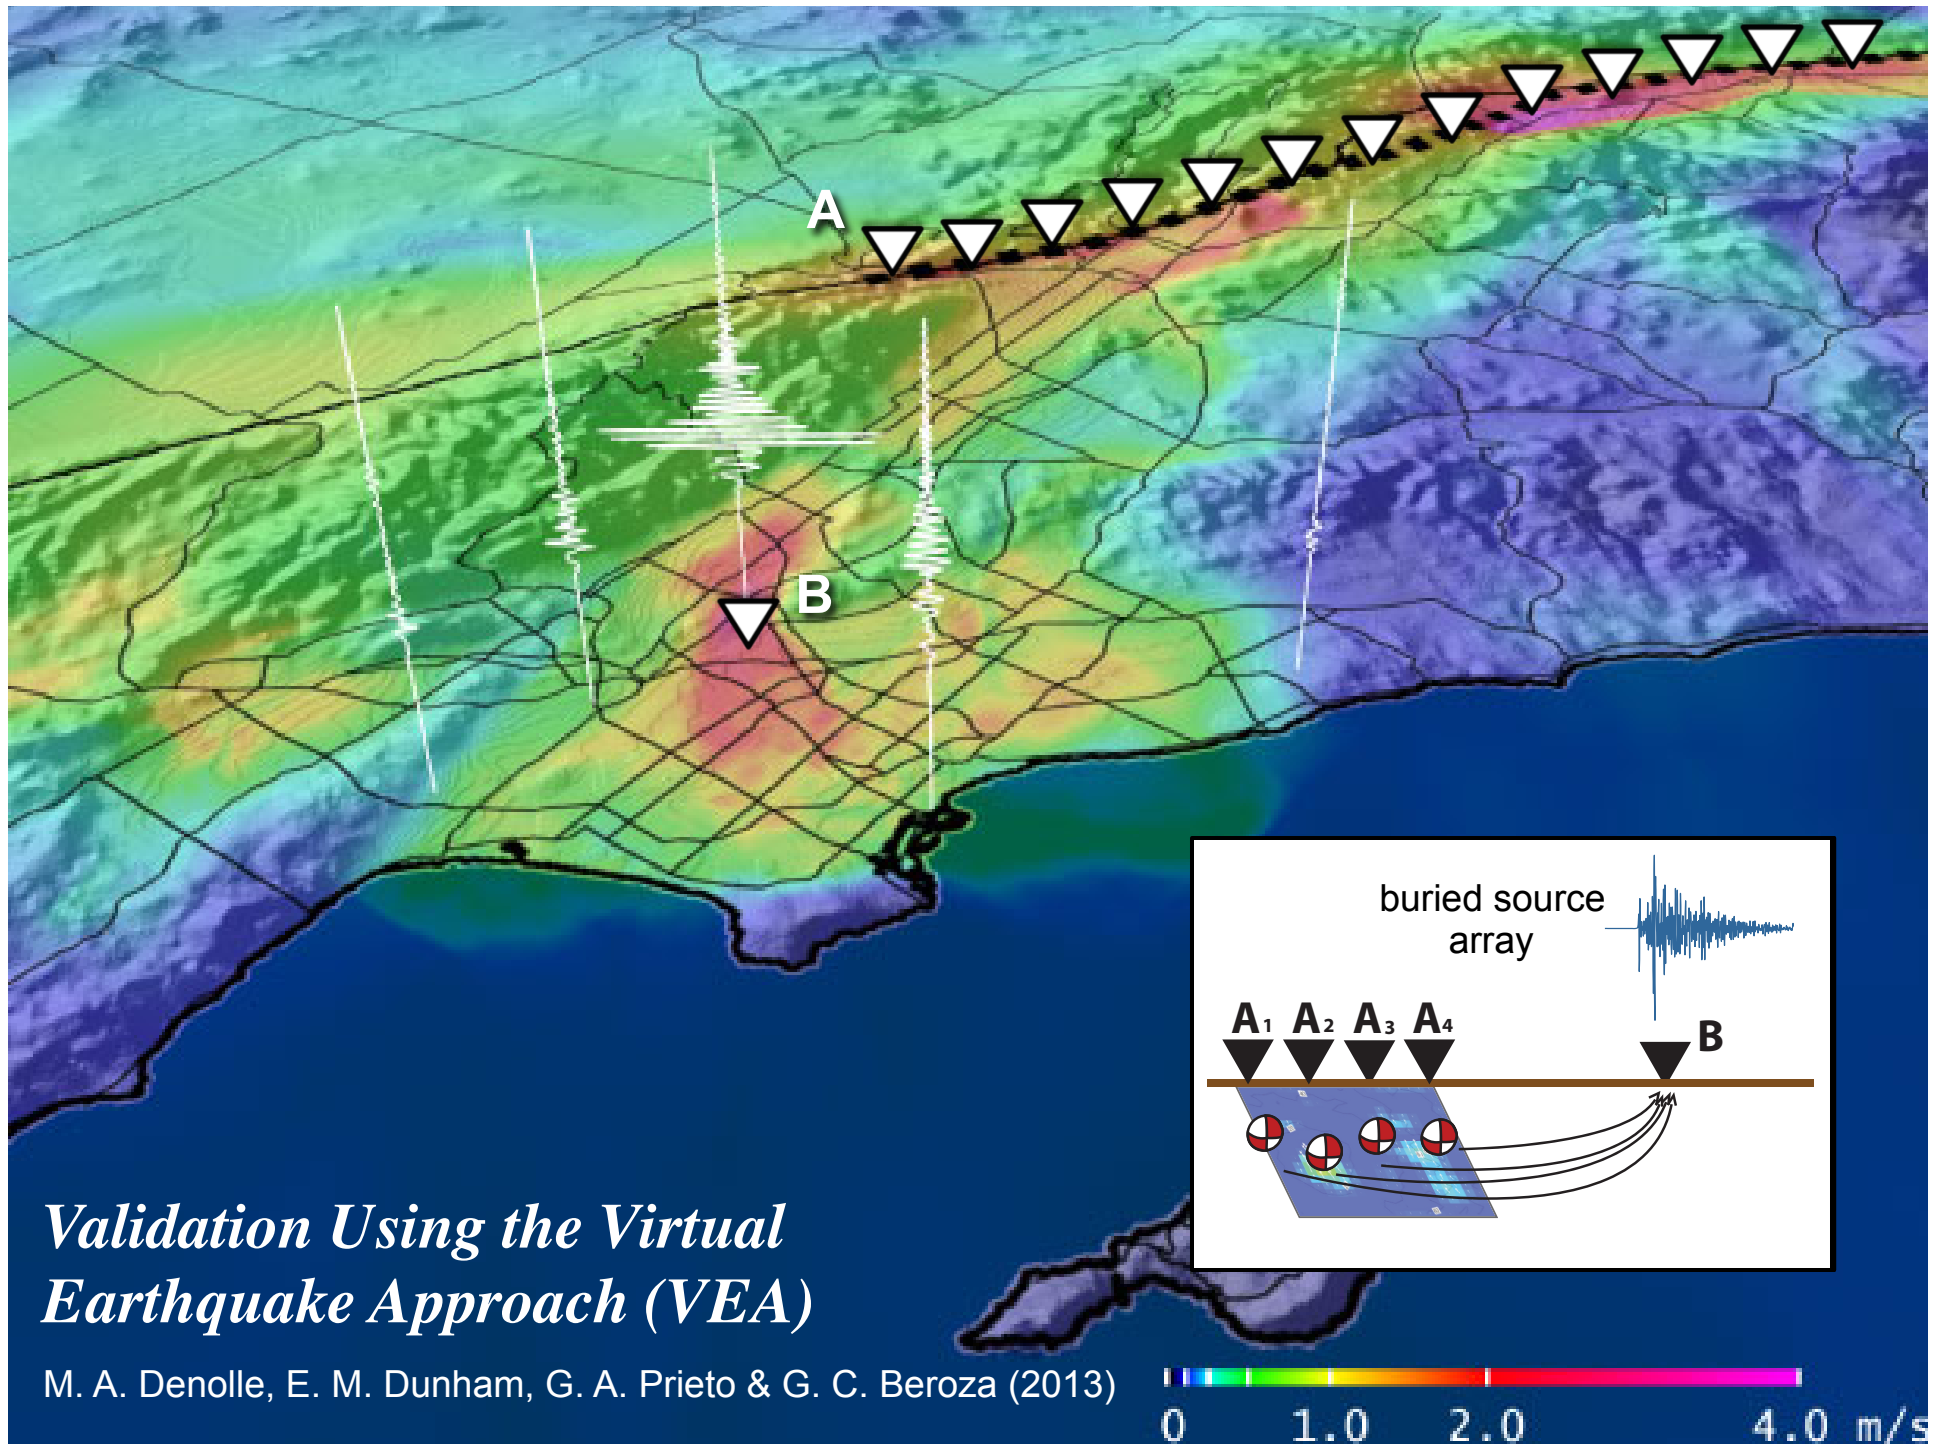 A
B
buried source
array
A1 A2 A3 A4
B
Validation Using the Virtual
Earthquake Approach (VEA)
M. A. Denolle, E. M. Dunham, G. A. Prieto & G. C. Beroza (2013)
0 1.0 2.0 4.0 m/s